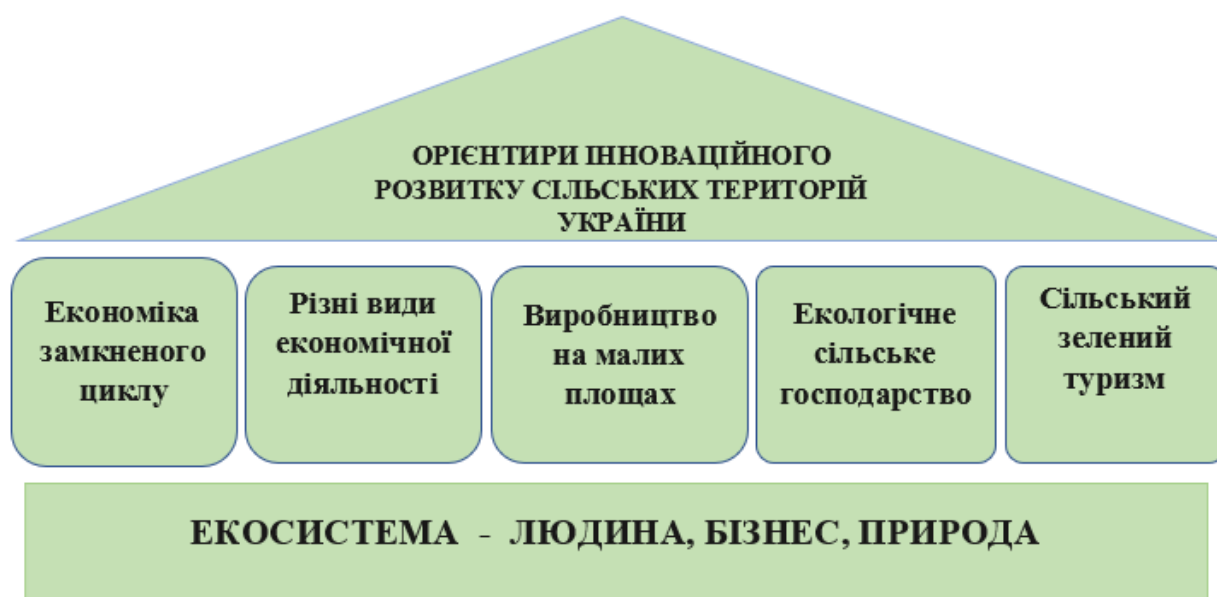 ОРІЄНТИРИ ІННОВАЦІЙНОГО
РОЗВИТКУ СІЛЬСЬКИХ ТЕРИТОРІЙ
УКРАЇНИ
Економіка
замкненого
циклу
Різні види
економічної
діяльності
Виробництво
на малих
площах
Екологічне
сільське
господарство
Сільський
зелений
туризм
ЕКОСИСТЕМА - ЛЮДИНА, БІЗНЕС, ПРИРОДА